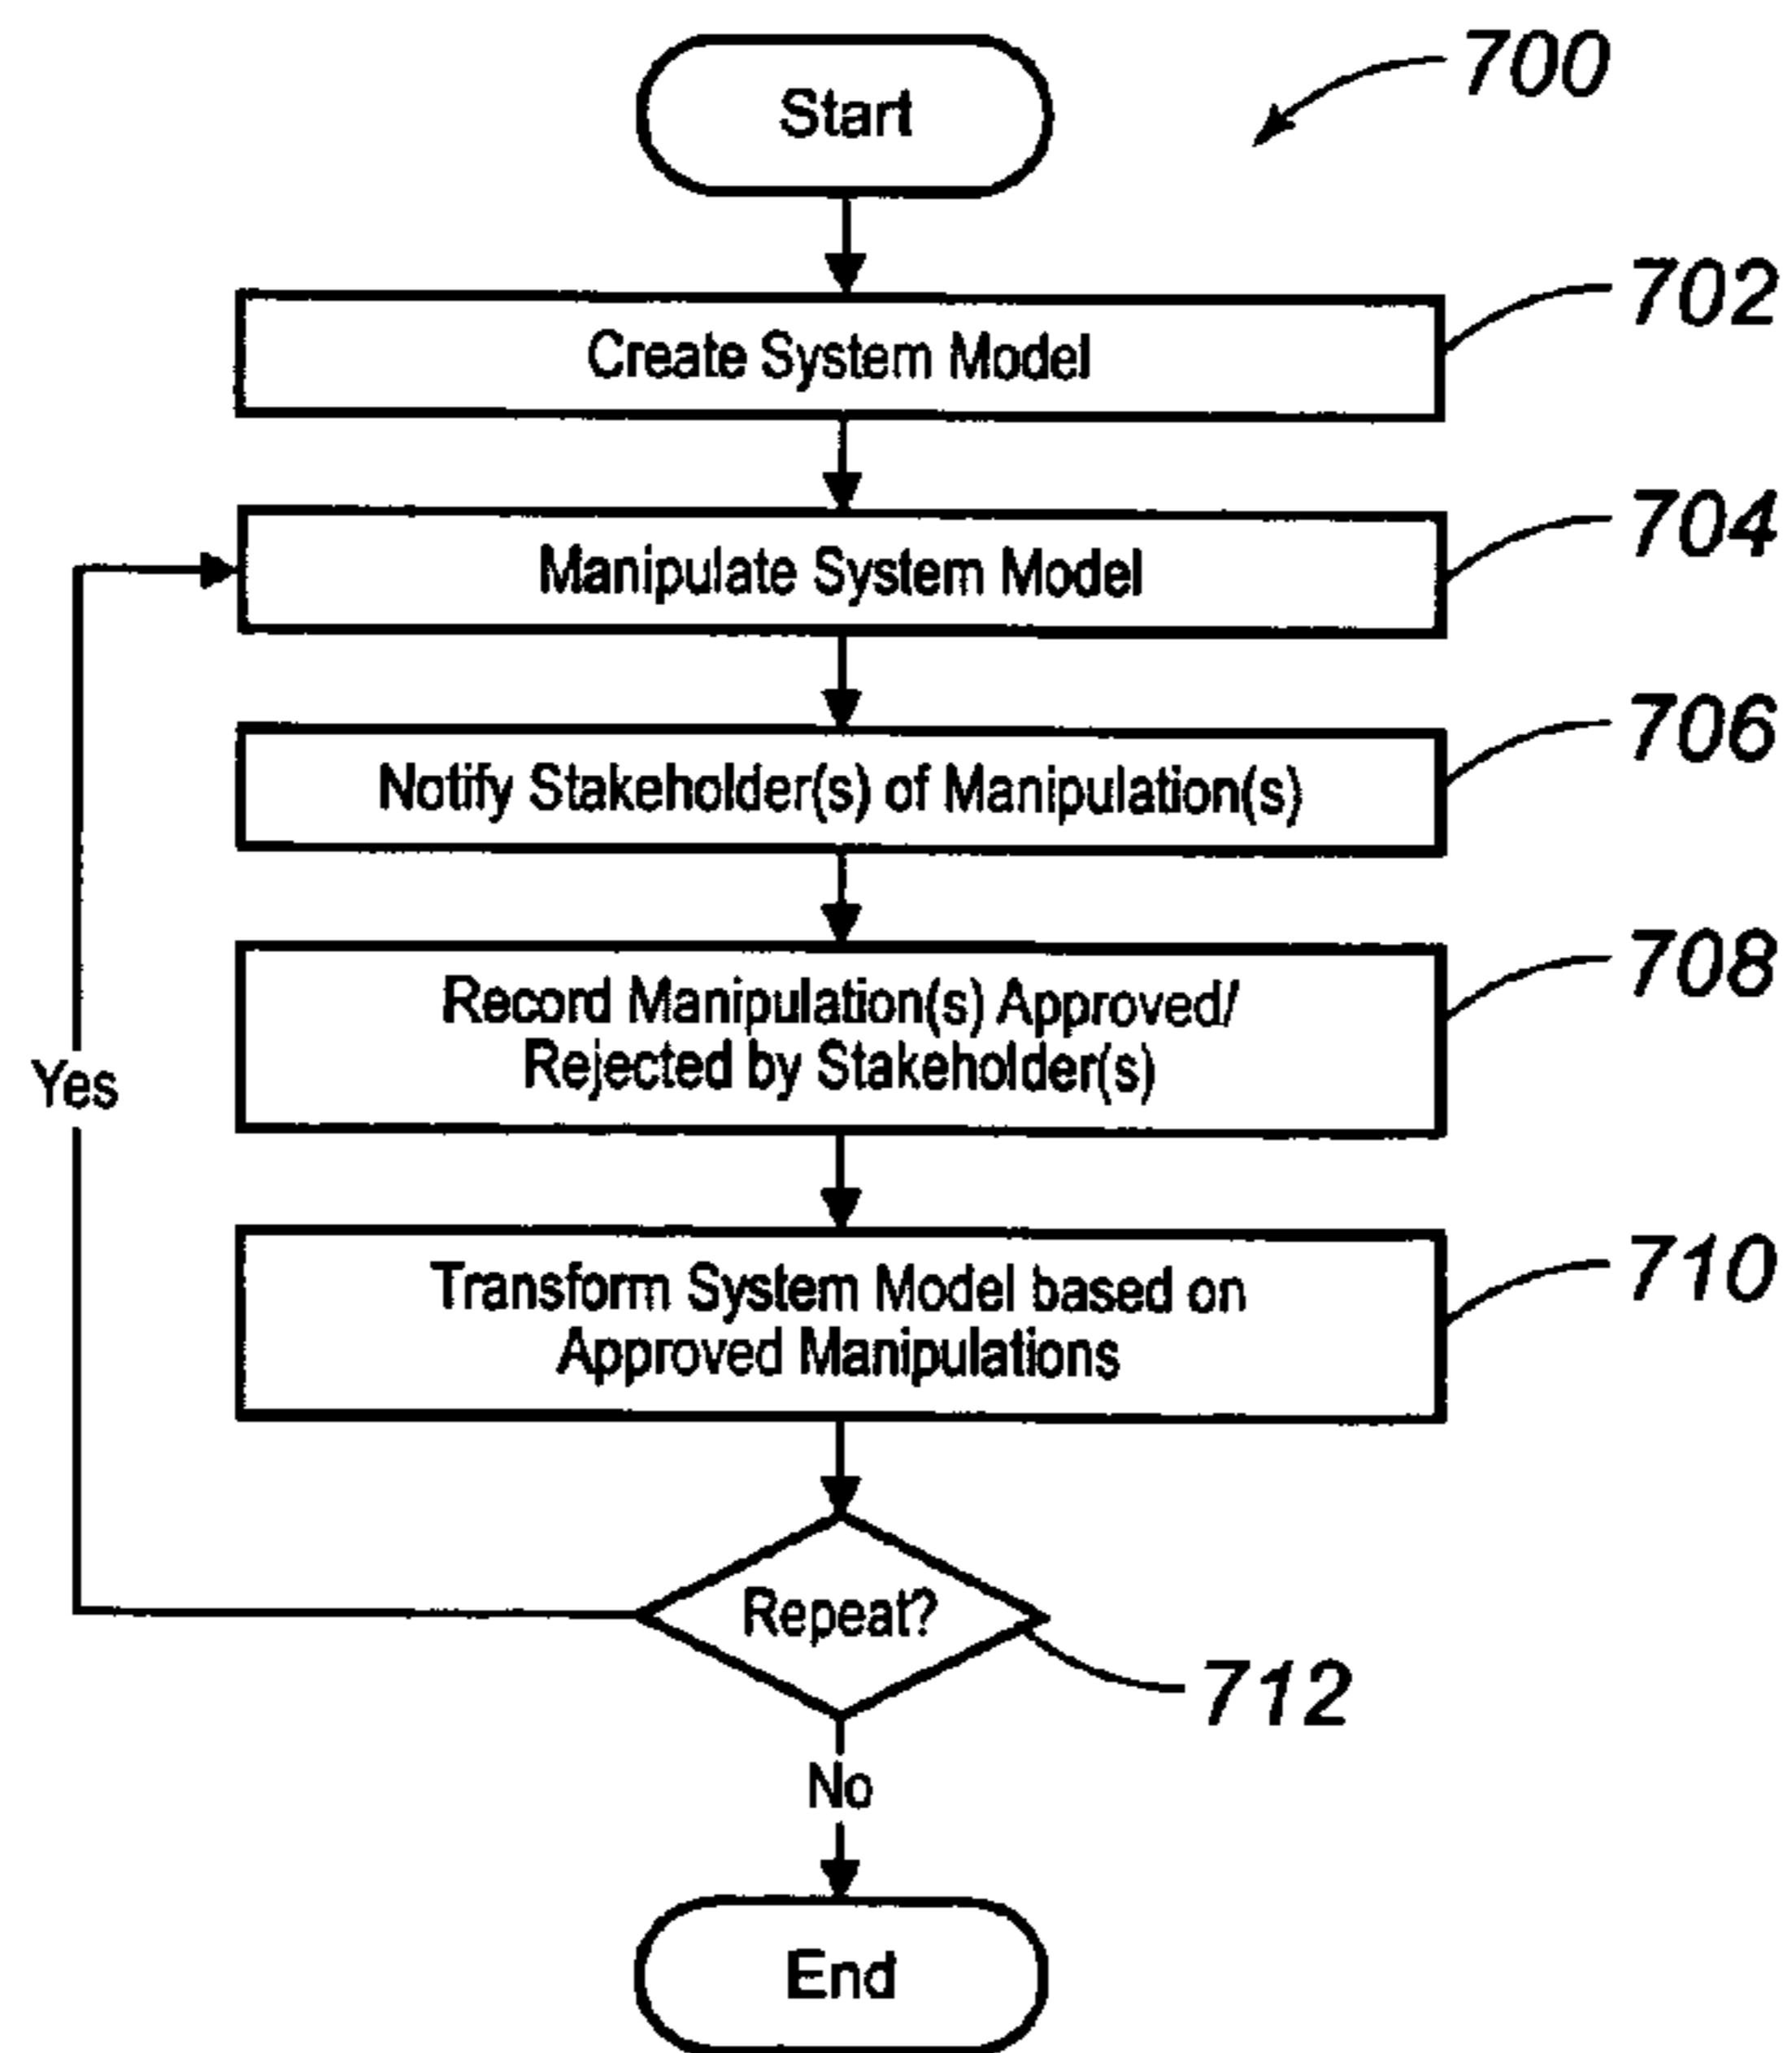 Start
700
Create System Model
702
Manipulate System Model
704
Notify Stakeholder(s) of Manipulation(s)
706
Record Manipulation(s) Approved/
Rejected by Stakeholder(s)
708
Yes
Transform System Model based on
Approved Manipulations
710
Repeat?
712
No
End